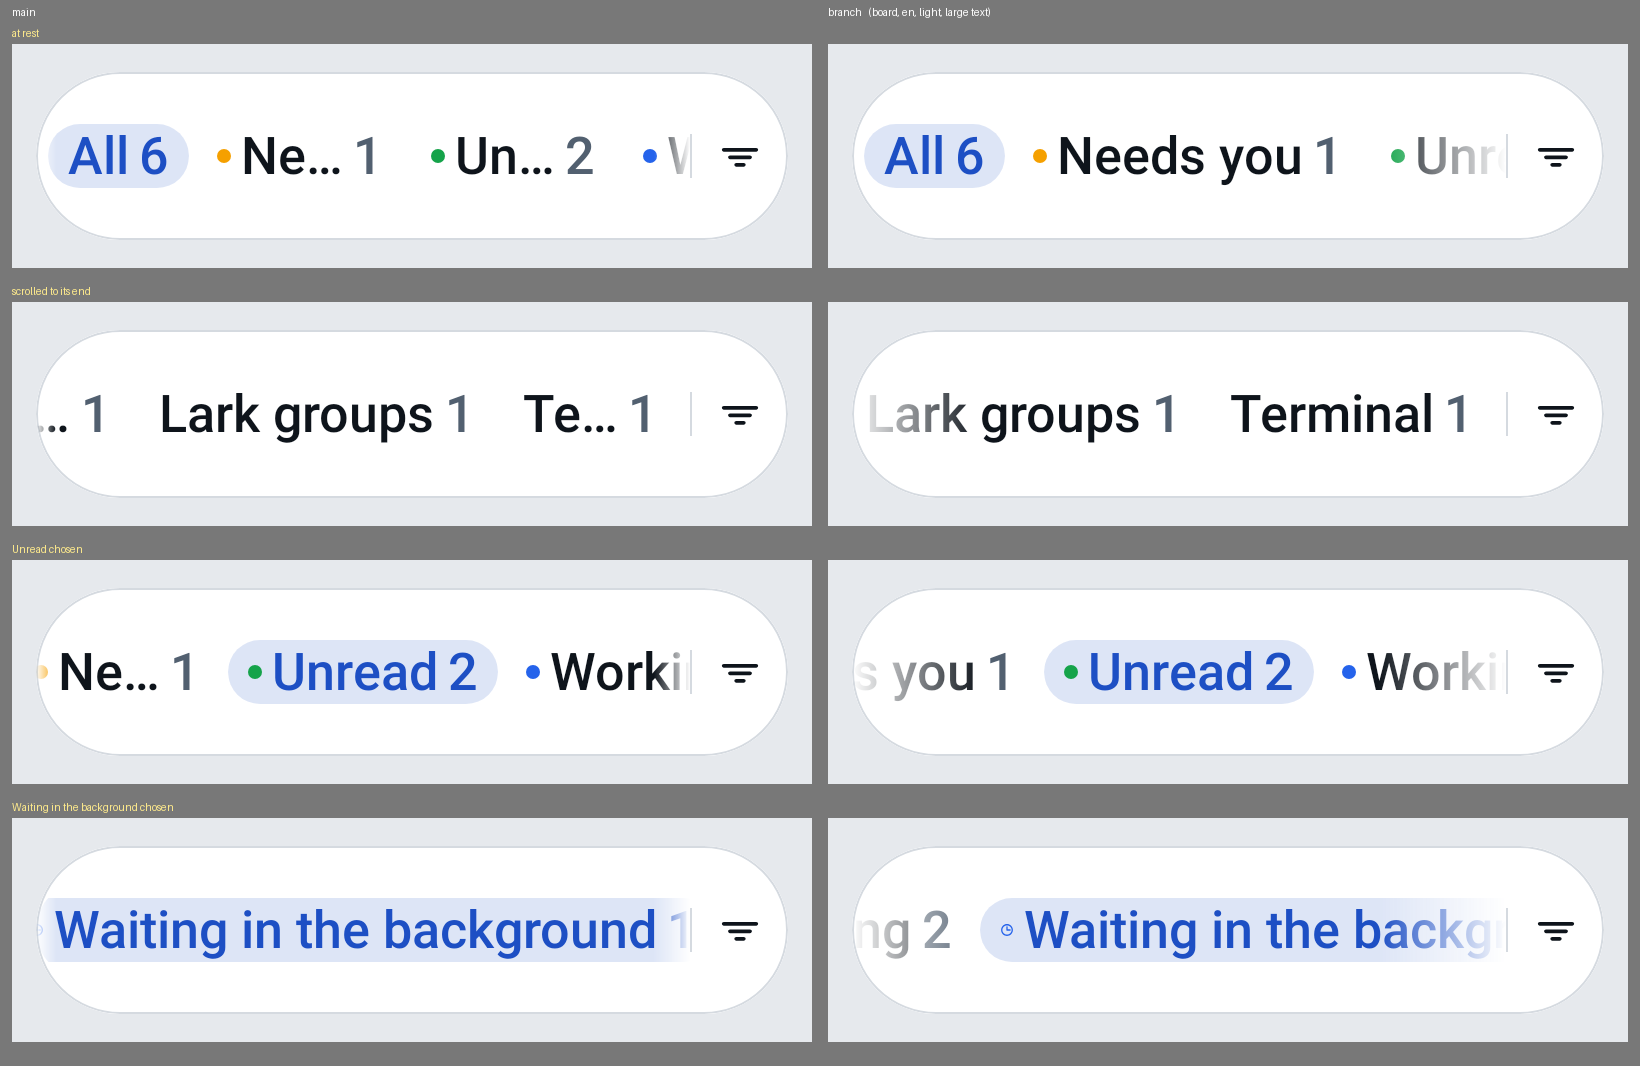 main
branch (board, en, light, large text)
at rest
All 6 Ne... 1 Un... 2
All 6 Needs you 1 Unr
scrolled to its end
... 1 Lark groups 1 Te... 1
Lark groups 1 Terminal 1
Unread chosen
Ne... 1 Unread 2 Worki
s you 1 Unread 2 Worki
Waiting in the background chosen
Waiting in the background 1
ng 2 Waiting in the backg